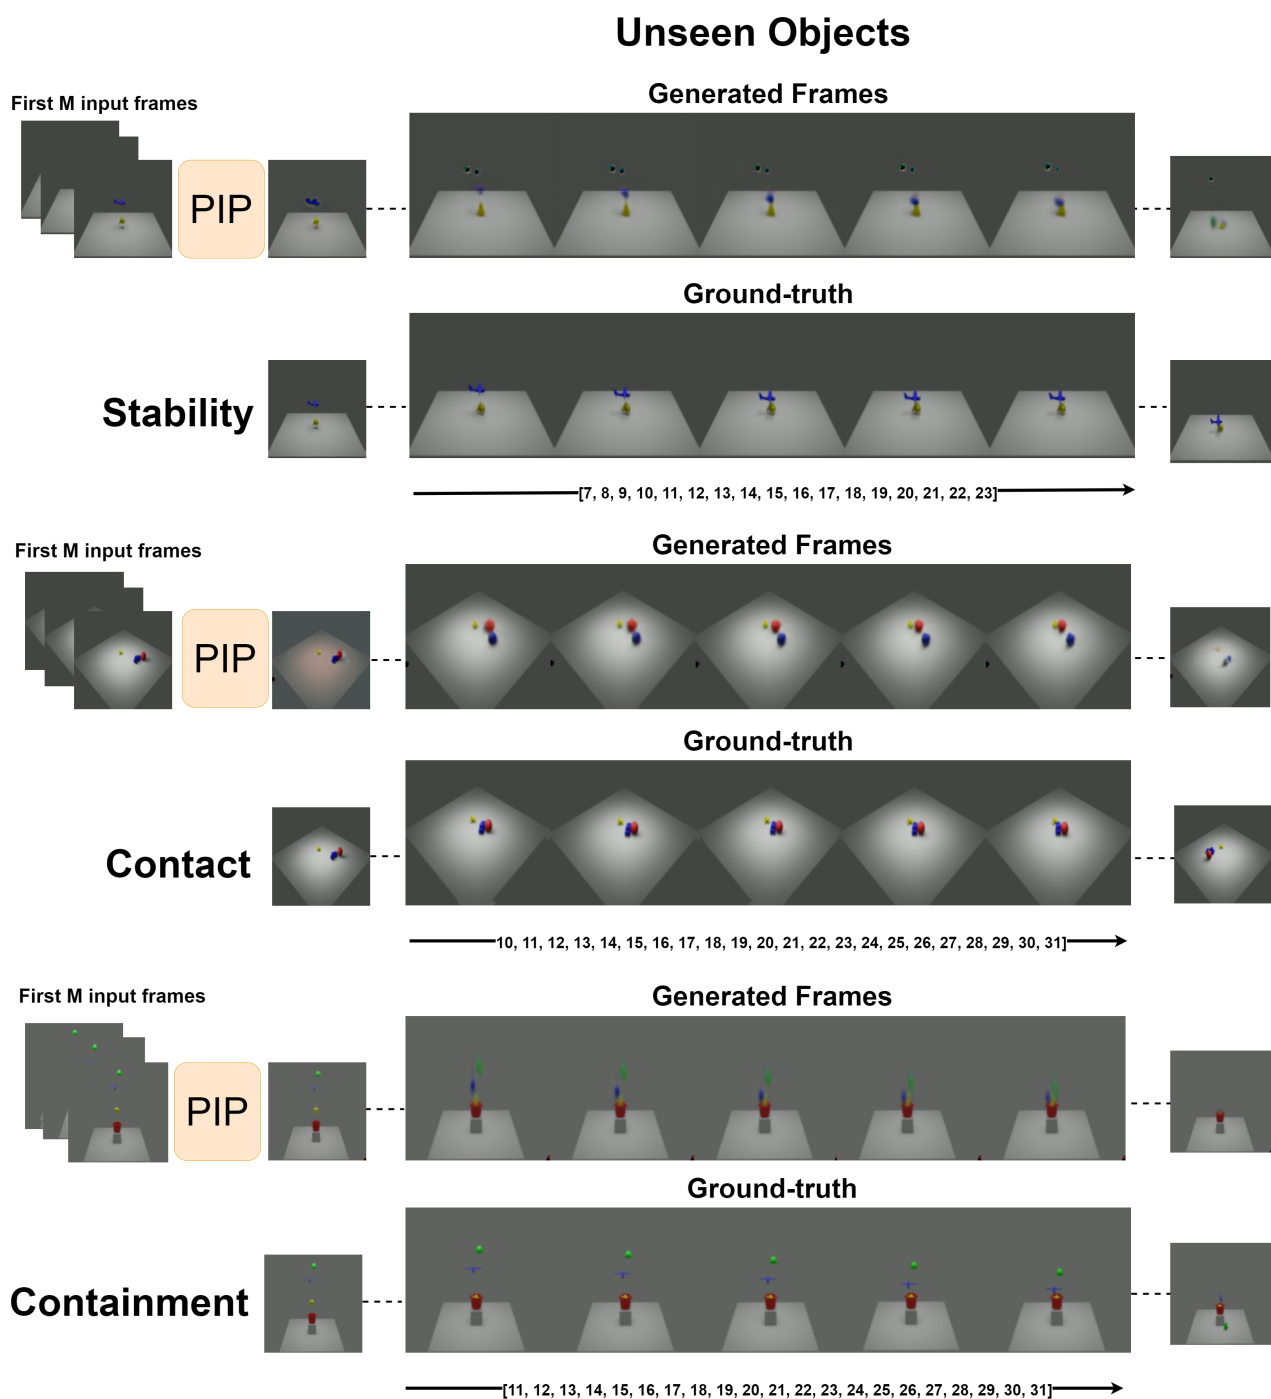 Unseen Objects
Generated Frames
First M input frames
PIP
Ground-truth
Stability
[7, 8, 9, 10, 11, 12, 13, 14, 15, 16, 17, 18, 19, 20, 21, 22, 23]
Generated Frames
First M input frames
PIP
Ground-truth
Contact
10, 11, 12, 13, 14, 15, 16, 17, 18, 19, 20, 21, 22, 23, 24, 25, 26, 27, 28, 29, 30, 31]
Generated Frames
First M input frames
PIP
Ground-truth
Containment
[11, 12, 13, 14, 15, 16, 17, 18, 19, 20, 21, 22, 23, 24, 25, 26, 27, 28, 29, 30, 31]